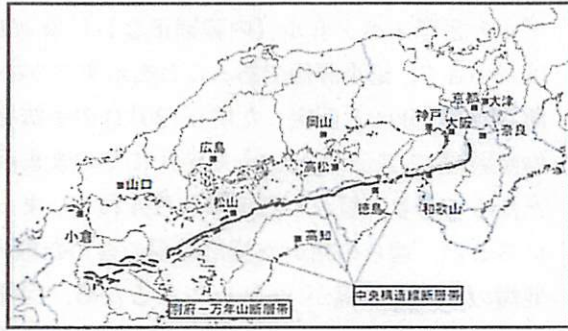 京都
大津
神戸
大阪
奈良
岡山
広島
高松
山口
松山
徳島
和歌山
小倉
高知
中央構造線断層帯
別府－万年山断層帯